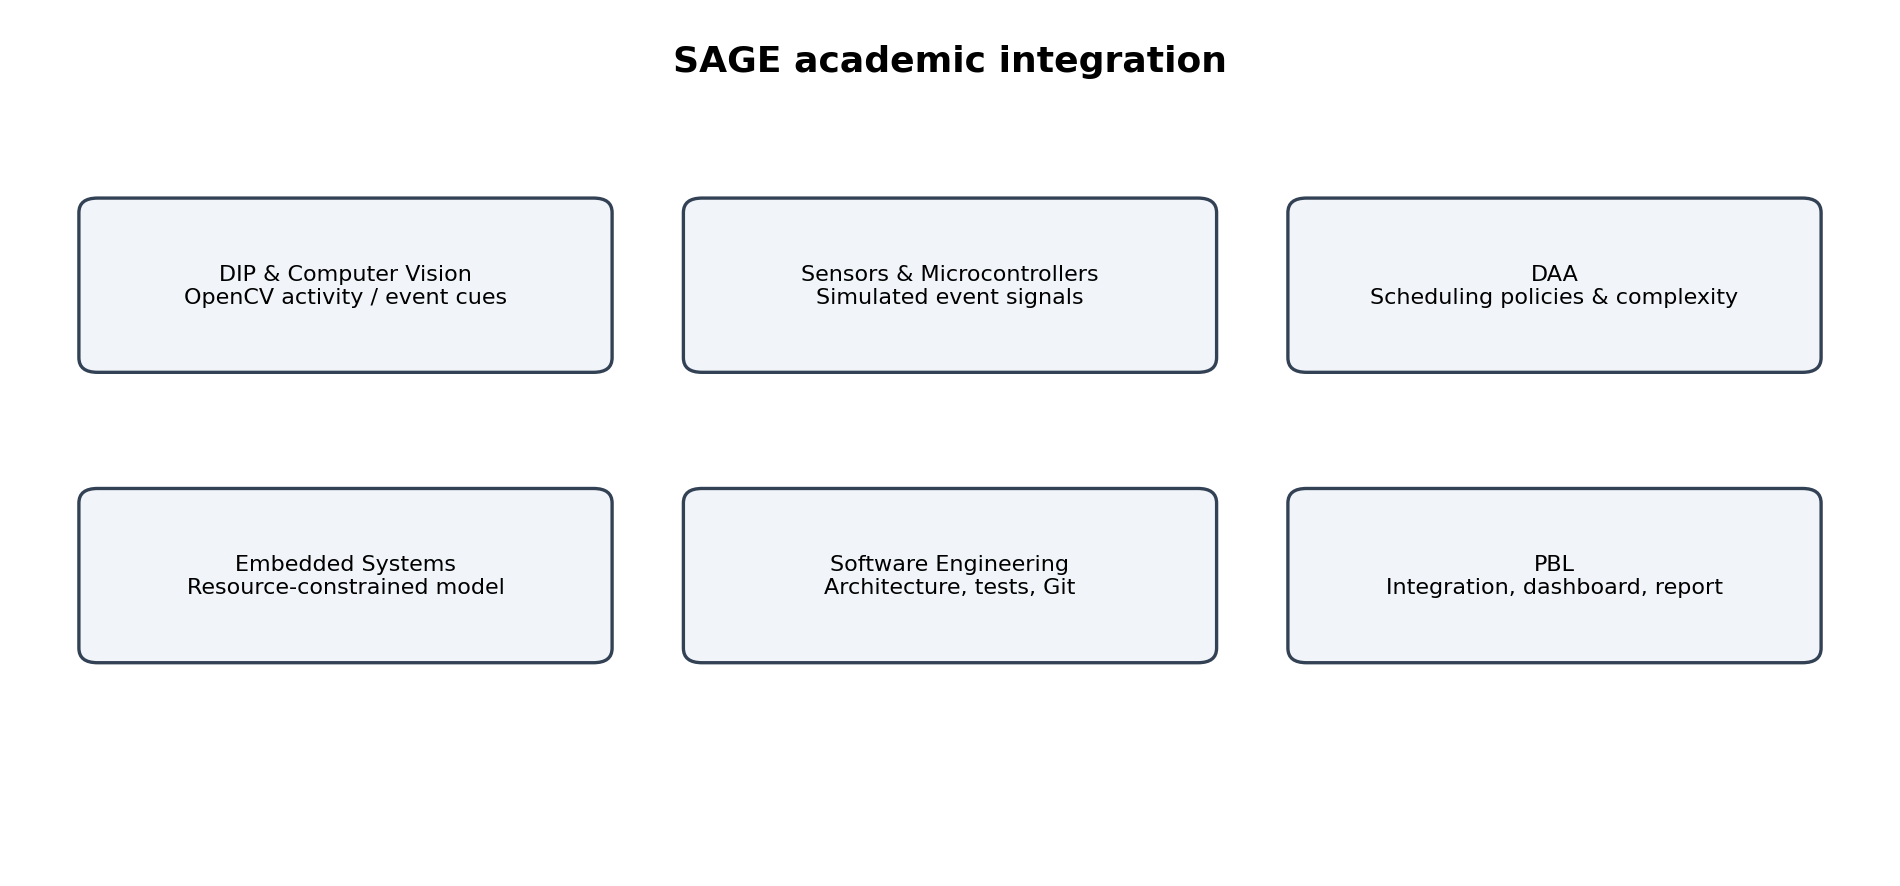 SAGE academic integration
DIP & Computer Vision
OpenCV activity / event cues
Sensors & Microcontrollers
Simulated event signals
DAA
Scheduling policies & complexity
Embedded Systems
Resource-constrained model
Software Engineering
Architecture, tests, Git
PBL
Integration, dashboard, report